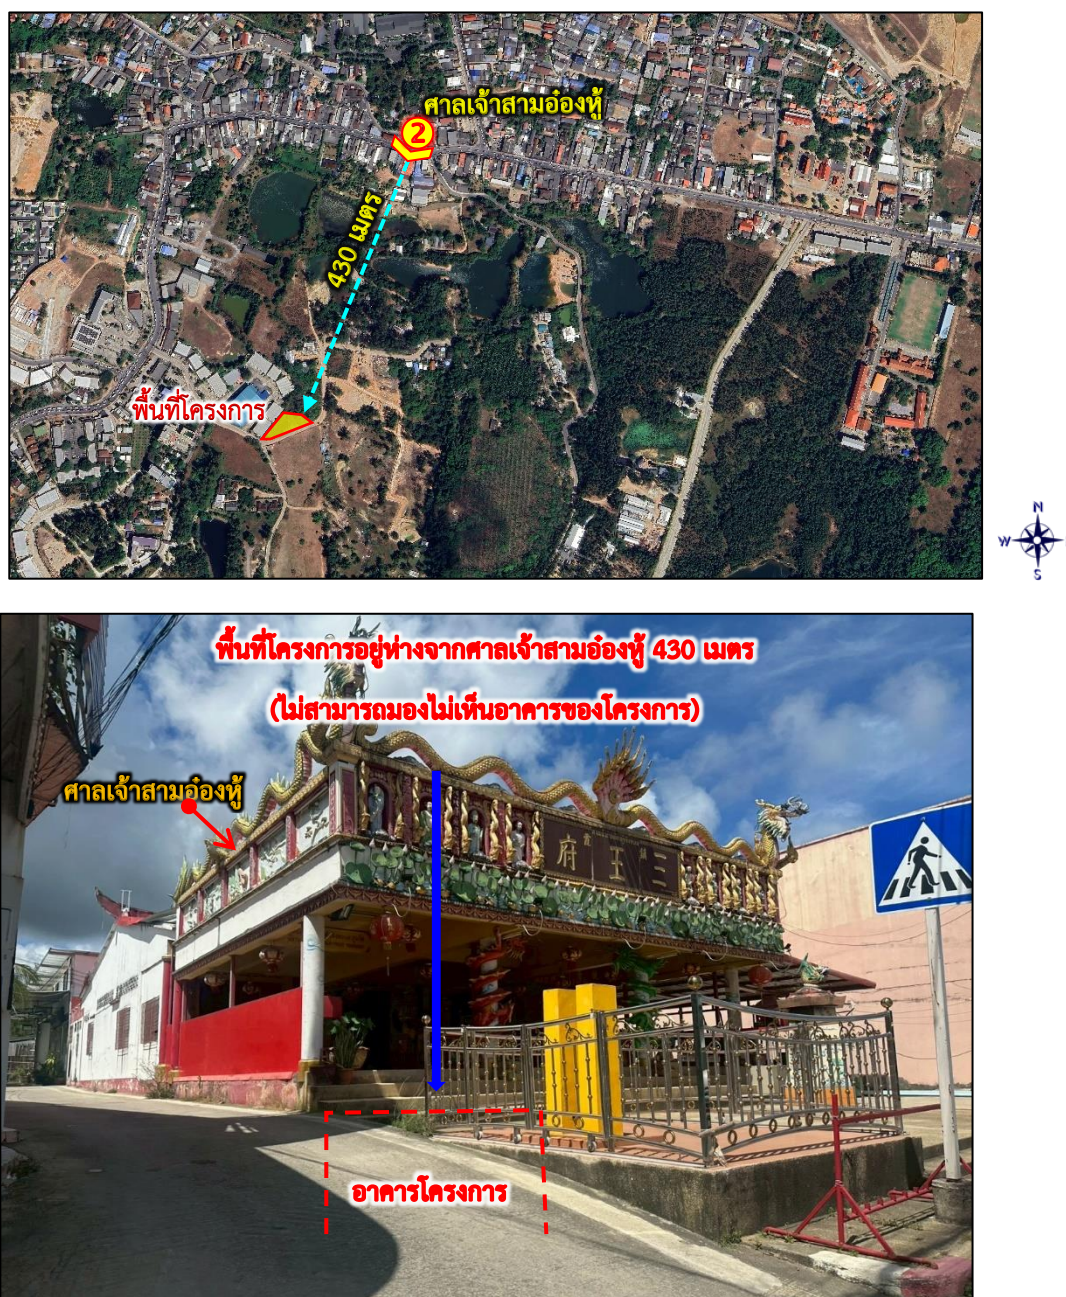 ศาลเจ้าสามอ๋องหู้
2
430 เมตร
พื้นที่โครงการ
N
W
S
พื้นที่โครงการอยู่ห่างจากศาลเจ้าสามอ๋องหู้ 430 เมตร
(ไม่สามารถมองไม่เห็นอาคารของโครงการ)
ศาลเจ้าสามอ๋องหู้
府 王 三
อาคารโครงการ